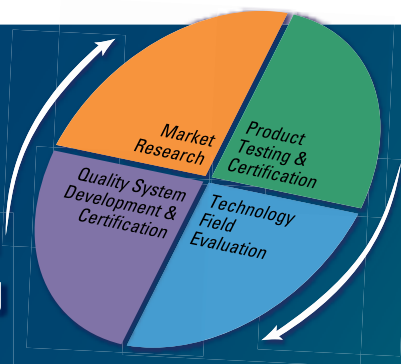 Market
Research
Product
Testing &
Certification
Quality System
Development &
Certification
Technology
Field
Evaluation